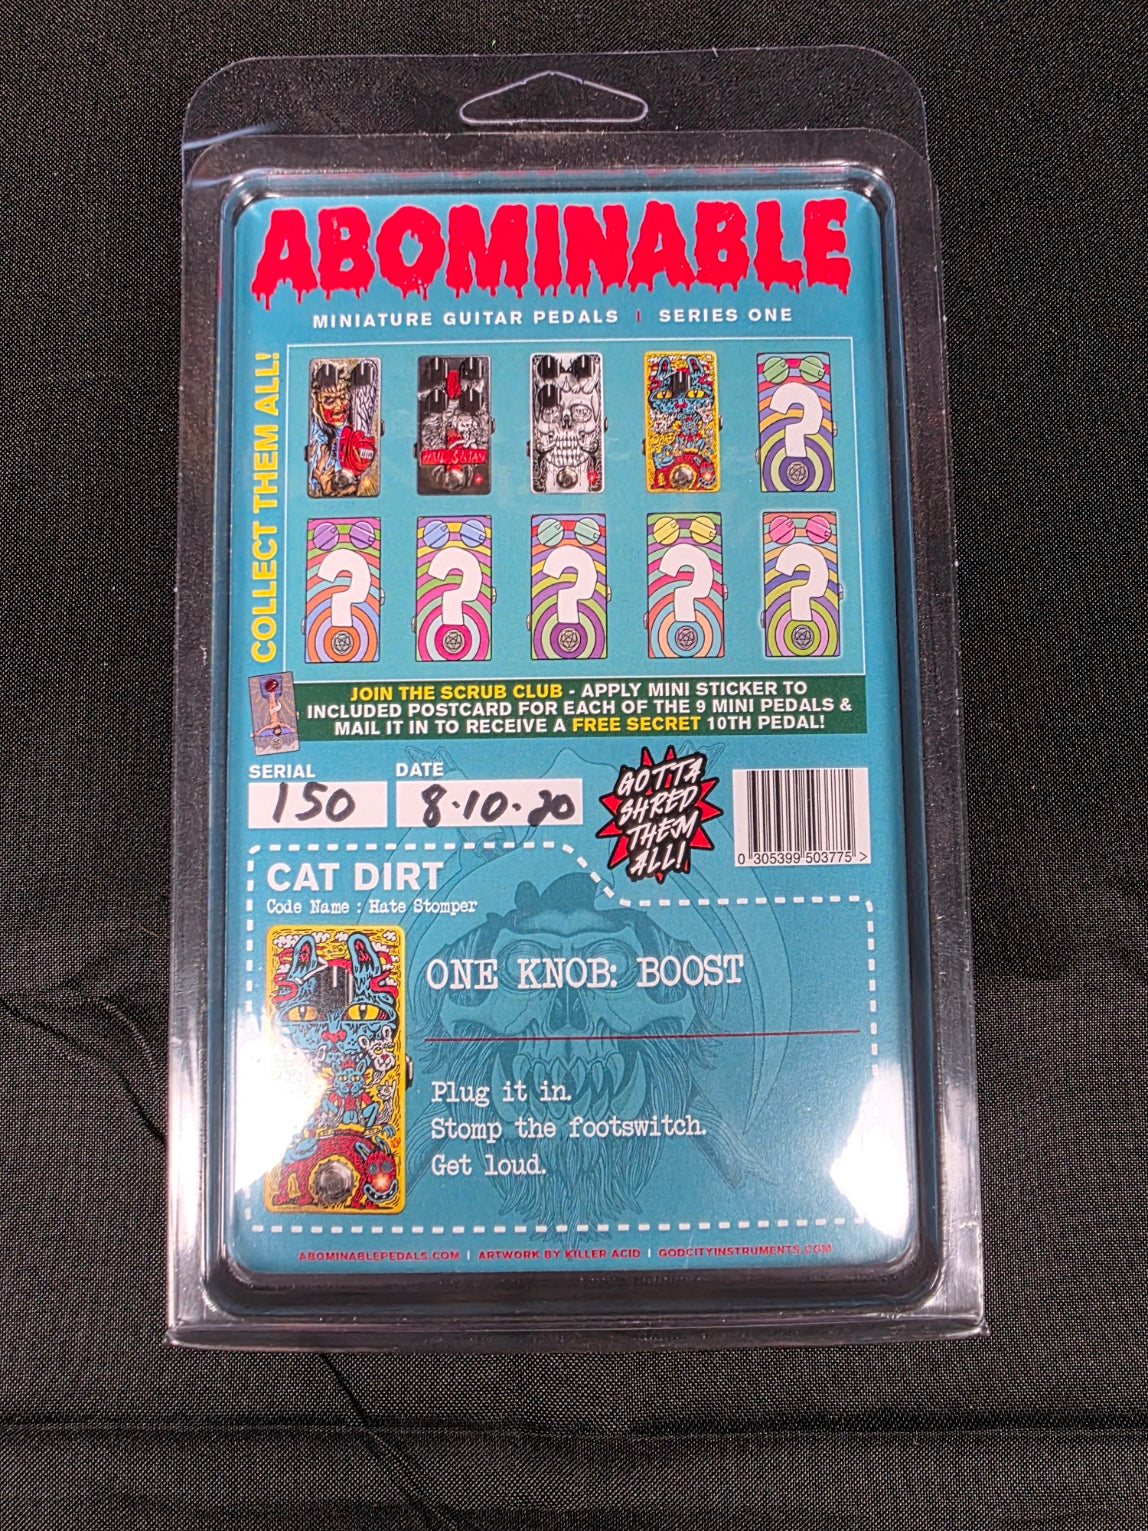 ABOMINABLE
MINIATURE GUITAR PEDALS | SERIES ONE
COLLECT THEM ALL!
HAIL SATAN
?
?
?
?
?
?
JOIN THE SCRUB CLUB - APPLY MINI STICKER TO
INCLUDED POSTCARD FOR EACH OF THE 9 MINI PEDALS &
MAIL IT IN TO RECEIVE A FREE SECRET 10TH PEDAL!
SERIAL
150
DATE
8.10.20
GOTTA
SHRED
THEM
ALL!
0 305399 503775 >
CAT DIRT
Code Name : Hate Stomper
ONE KNOB: BOOST
Plug it in.
Stomp the footswitch.
Get loud.
ABOMINABLEPEDALS.COM | ARTWORK BY KILLER ACID | GODCITYINSTRUMENTS.COM